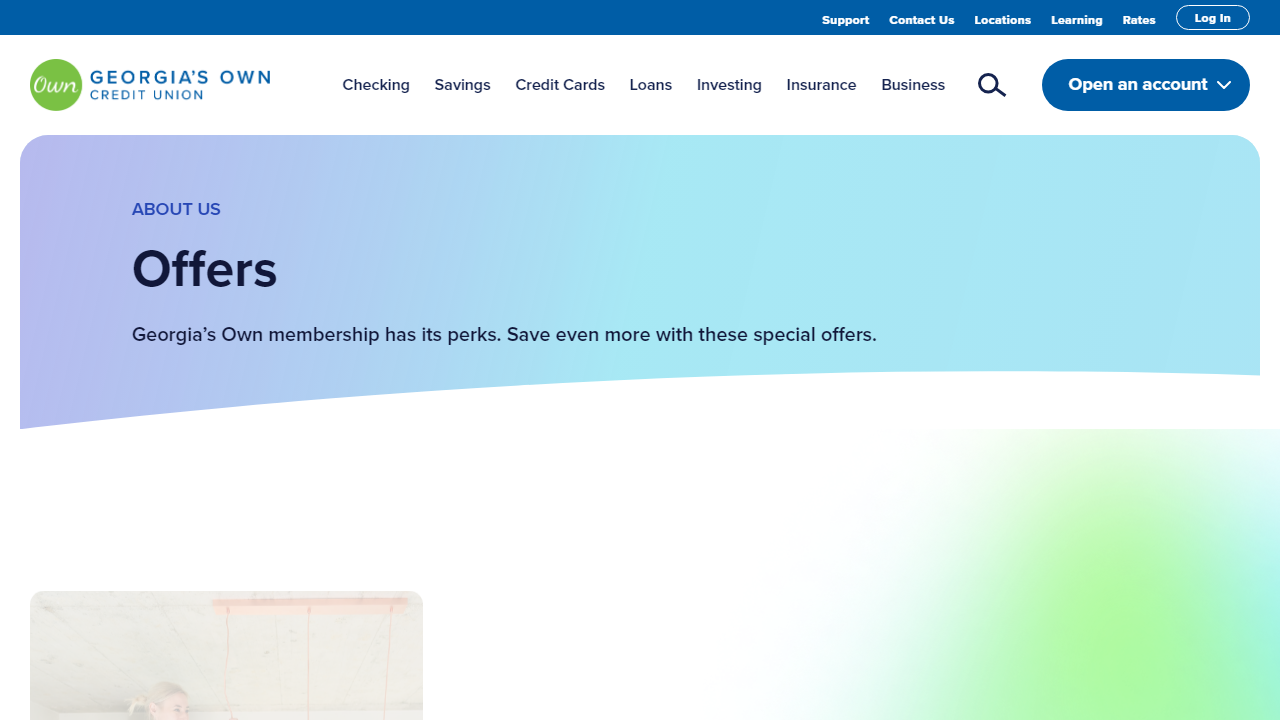 Support Contact Us Locations Learning Rates Log In
Own GEORGIA'S OWN
CREDIT UNION
Checking Savings Credit Cards Loans Investing Insurance Business Open an account
ABOUT US
Offers
Georgia’s Own membership has its perks. Save even more with these special offers.